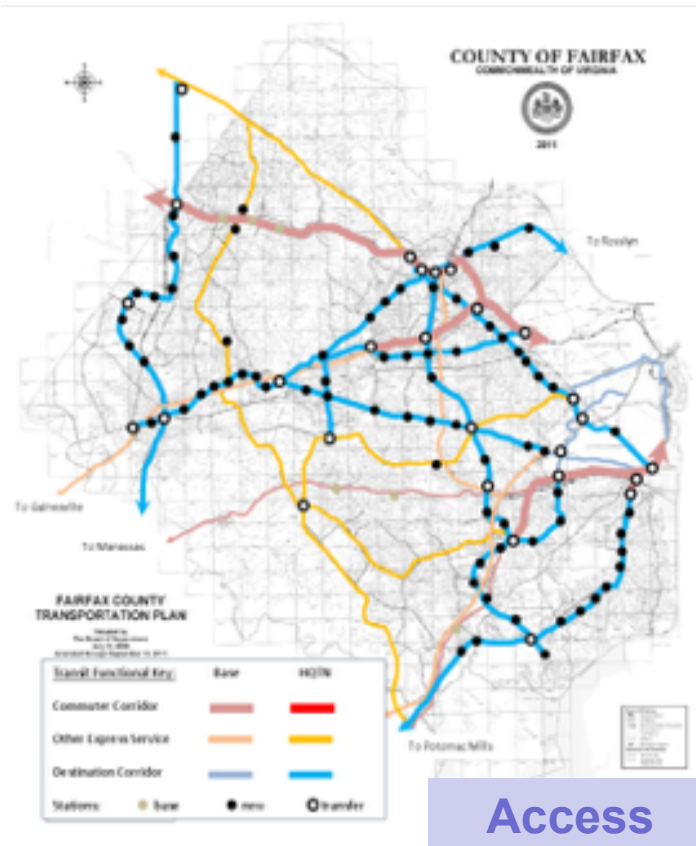 COUNTY OF FAIRFAX
COMMONWEALTH OF VIRGINIA
2011
To Rosslyn
To Gainesville
To Manassas
FAIRFAX COUNTY
TRANSPORTATION PLAN
Transit Functional Key: Base HQTN
Commuter Corridor
Other Express Service
Destination Corridor
Stations: base new transfer
To Potomac Mills
Access